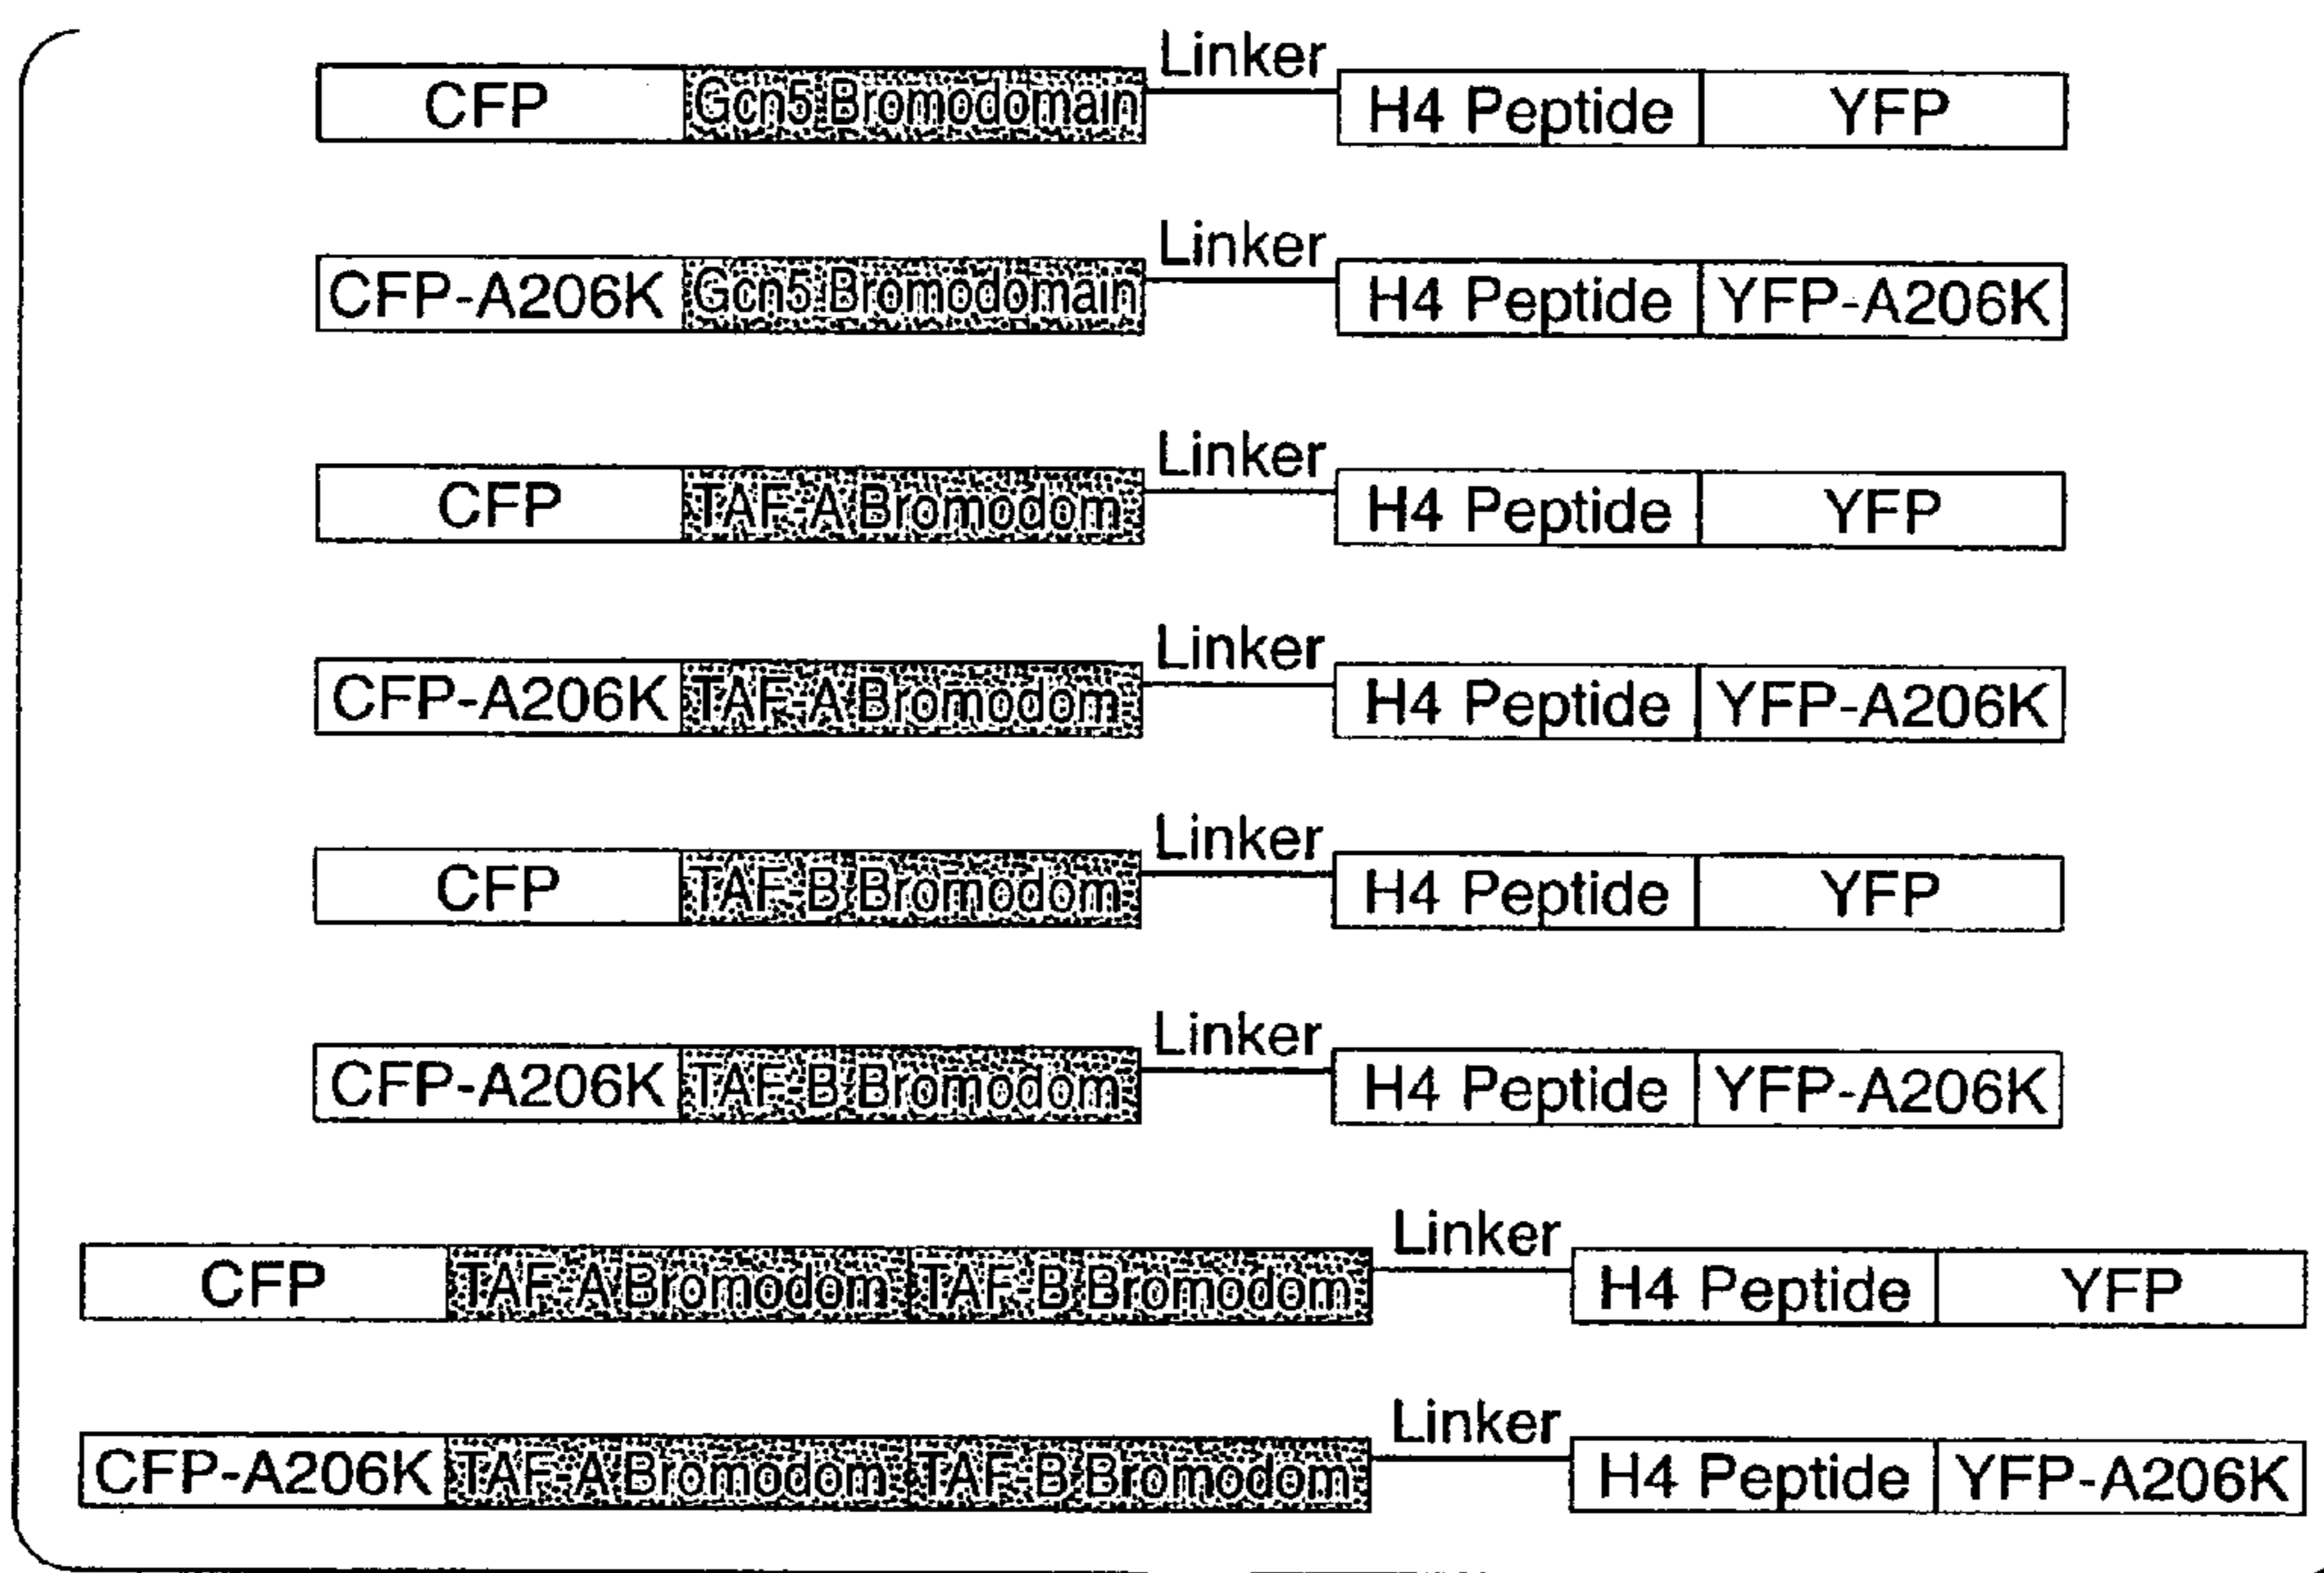 Linker
CFP Gcn5 Bromodomain H4 Peptide YFP
Linker
CFP-A206K Gcn5 Bromodomain H4 Peptide YFP-A206K
Linker
CFP TAF-A Bromodom H4 Peptide YFP
Linker
CFP-A206K TAF-A Bromodom H4 Peptide YFP-A206K
Linker
CFP TAF-B Bromodom H4 Peptide YFP
Linker
CFP-A206K TAF-B Bromodom H4 Peptide YFP-A206K
Linker
CFP TAF-A Bromodom TAF-B Bromodom H4 Peptide YFP
Linker
CFP-A206K TAF-A Bromodom TAF-B Bromodom H4 Peptide YFP-A206K